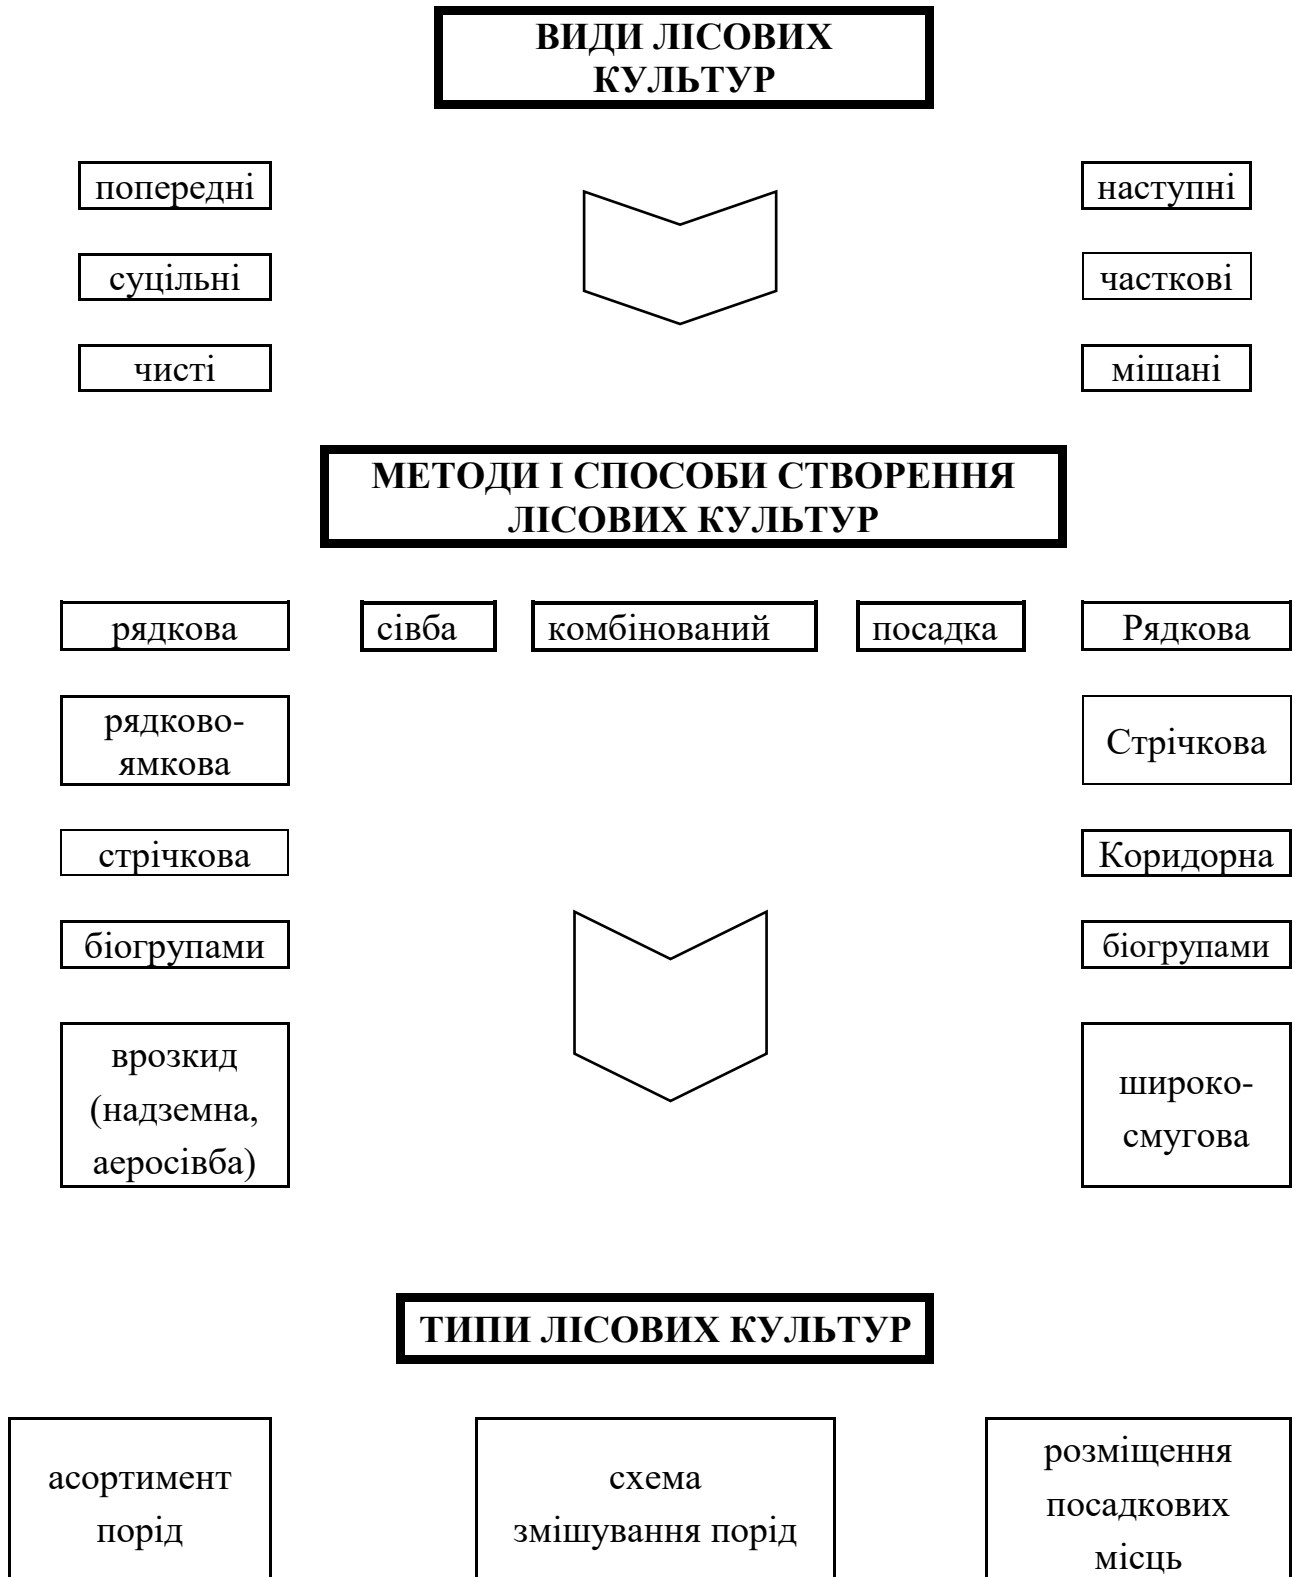 ВИДИ ЛІСОВИХ
КУЛЬТУР
попередні
наступні
суцільні
часткові
чисті
мішані
МЕТОДИ І СПОСОБИ СТВОРЕННЯ
ЛІСОВИХ КУЛЬТУР
рядкова
сівба
комбінований
посадка
Рядкова
рядково-
ямкова
Стрічкова
стрічкова
Коридорна
біогрупами
біогрупами
врозкид
(надземна,
аеросівба)
широко-
смугова
ТИПИ ЛІСОВИХ КУЛЬТУР
асортимент
порід
схема
змішування порід
розміщення
посадкових
місць